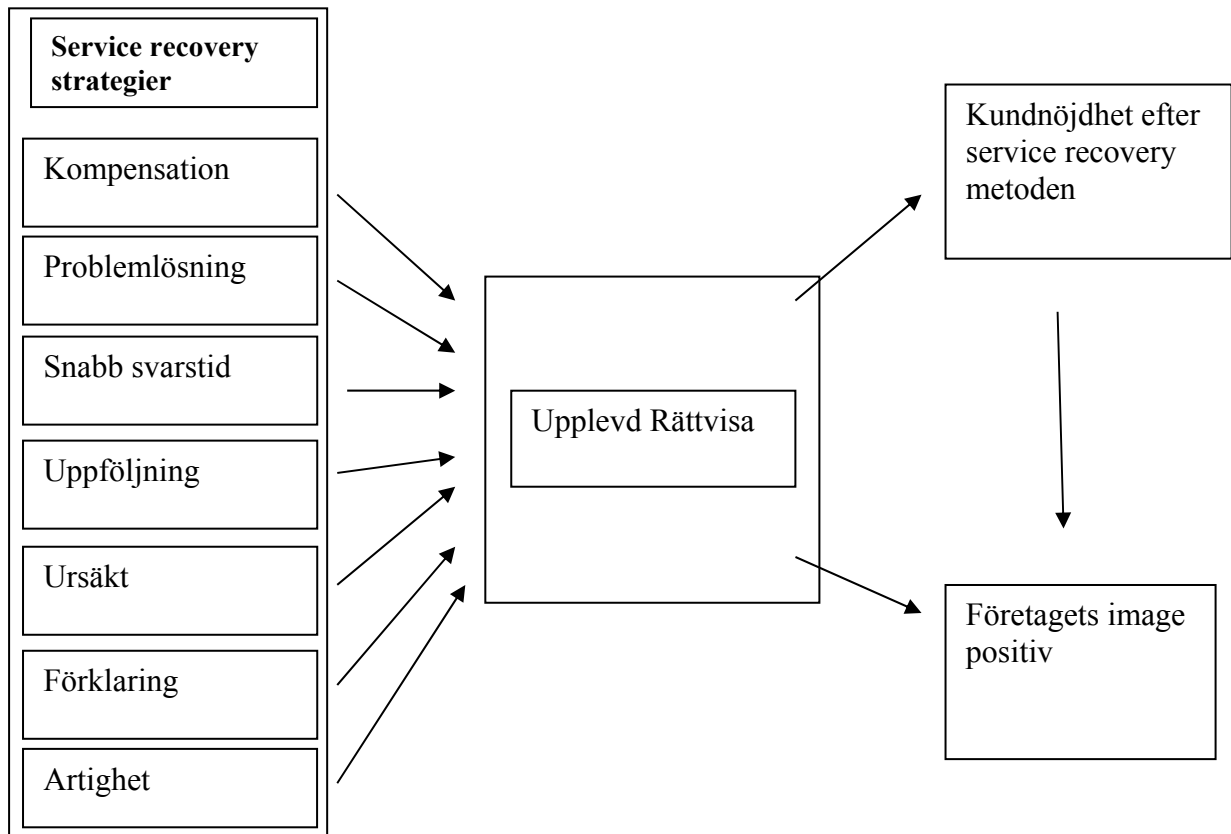 Service recovery
strategier
Kompensation
Problemlösning
Snabb svarstid
Uppföljning
Ursäkt
Förklaring
Artighet
Upplevd Rättvisa
Kundnöjdhet efter
service recovery
metoden
Företagets image
positiv